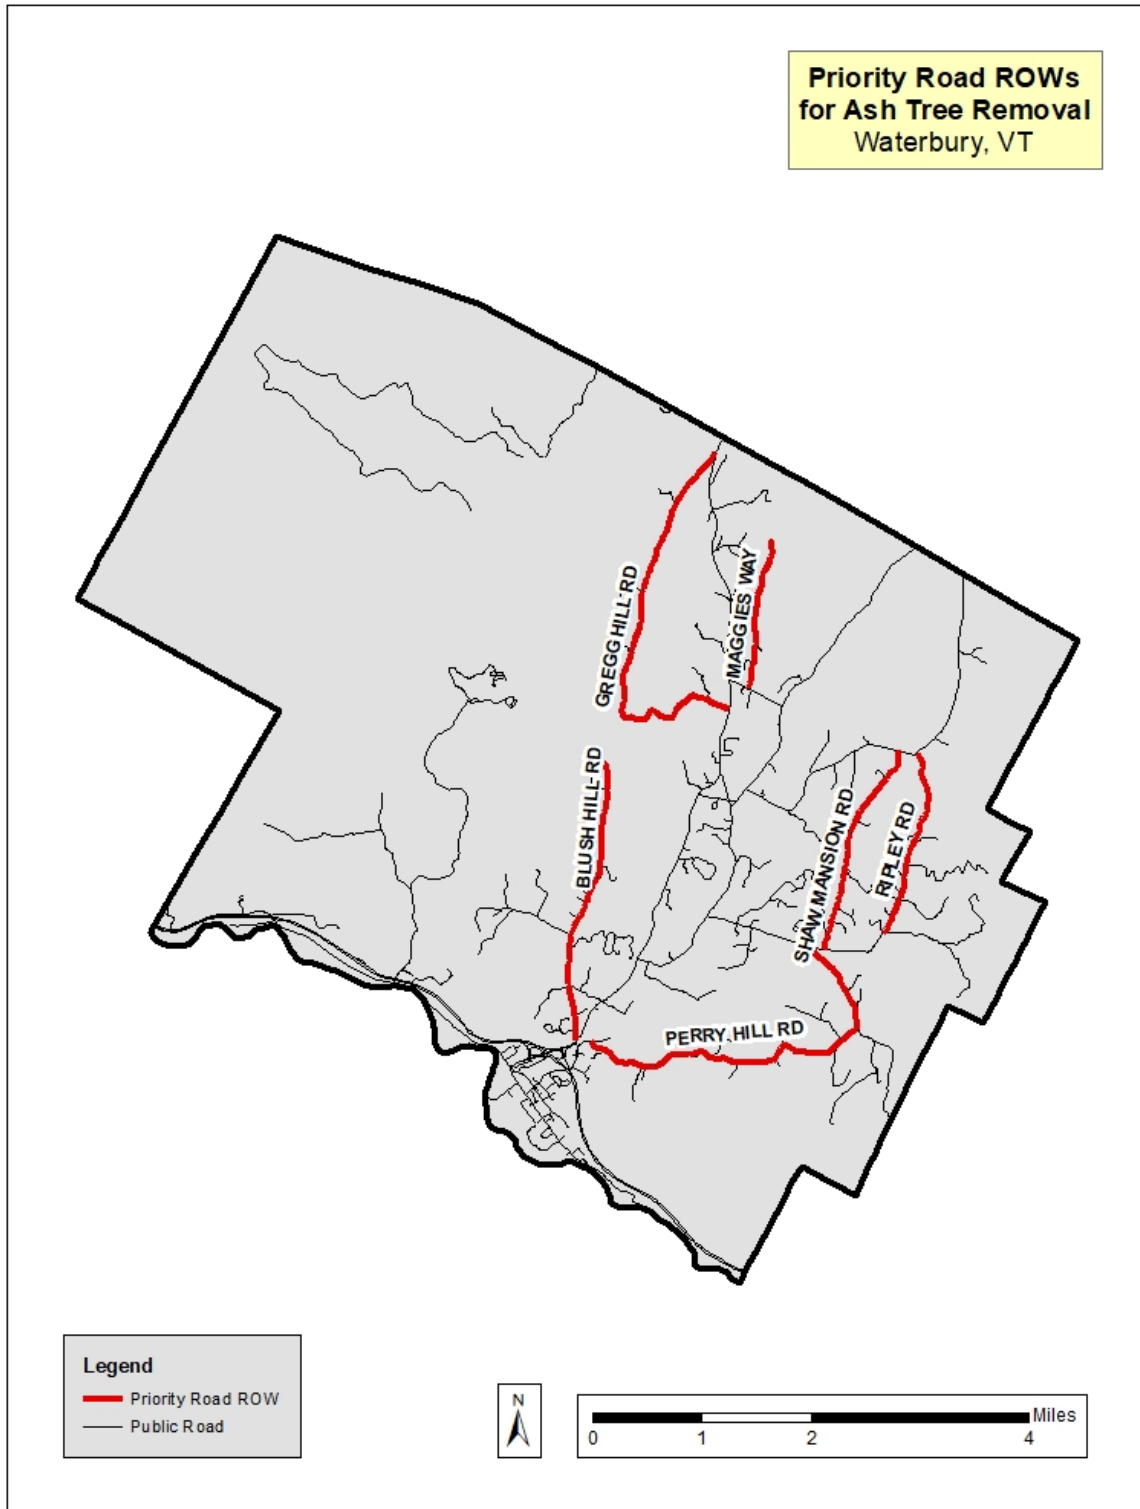 Priority Road ROWs
for Ash Tree Removal
Waterbury, VT
GREGG HILL RD
MAGGIES WAY
BLUSH HILL RD
SHAW MANSION RD
RIPLEY RD
PERRY HILL RD
Legend
Priority Road ROW
Public Road
N
Miles
0 1 2 4